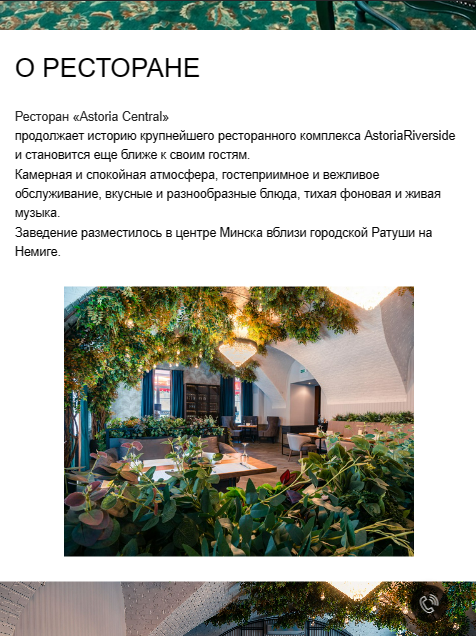 О РЕСТОРАНЕ
Ресторан «Astoria Central»
продолжает историю крупнейшего ресторанного комплекса AstoriaRiverside
и становится еще ближе к своим гостям.
Камерная и спокойная атмосфера, гостеприимное и вежливое
обслуживание, вкусные и разнообразные блюда, тихая фоновая и живая
музыка.
Заведение разместилось в центре Минска вблизи городской Ратуши на
Немиге.